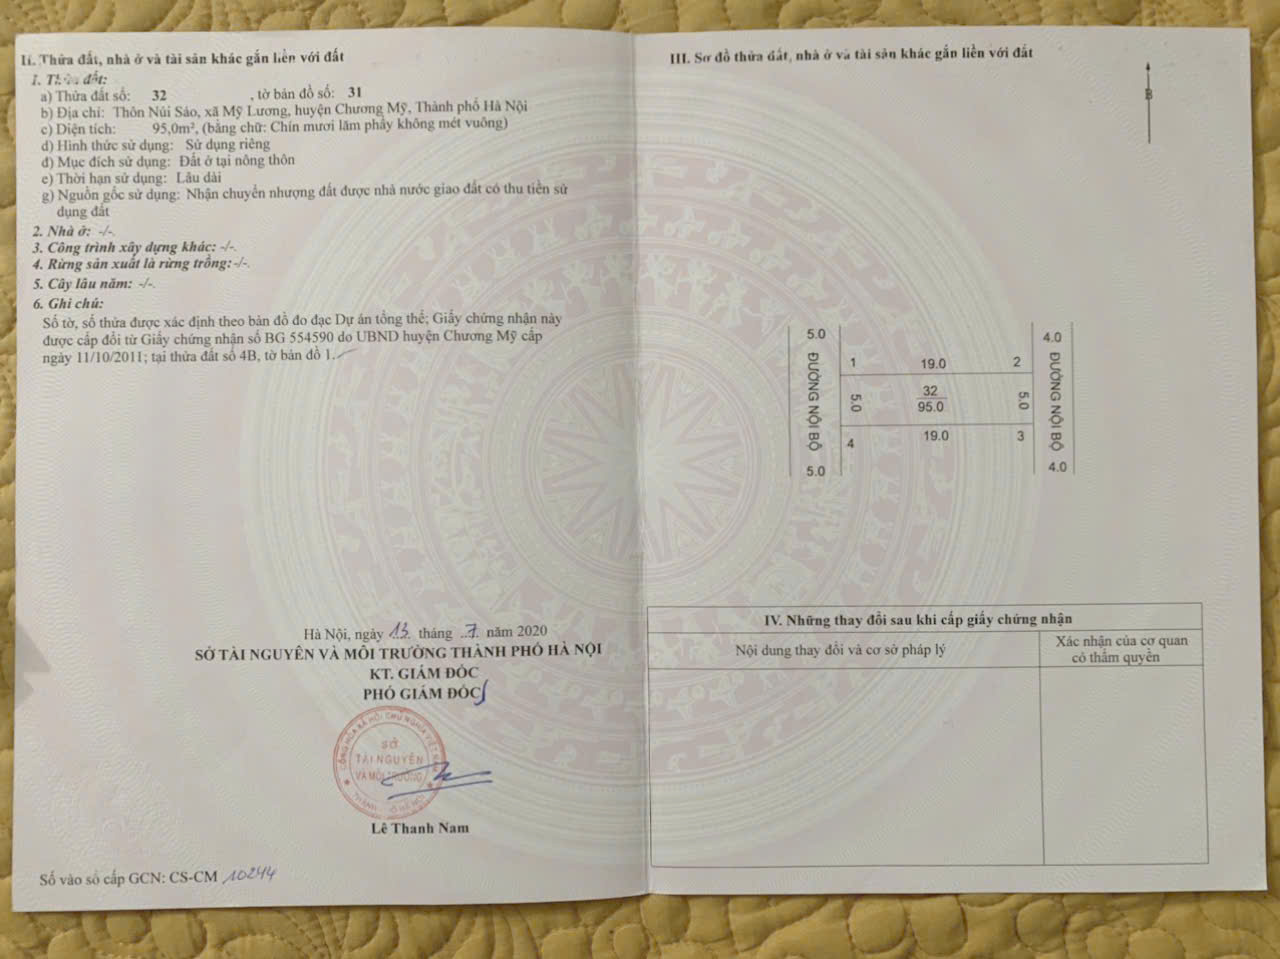 II. Thửa đất, nhà ở và tài sản khác gắn liền với đất
1. Thửa đất:
a) Thửa đất số: 32 , tờ bản đồ số: 31
b) Địa chỉ: Thôn Núi Sáo, xã Mỹ Lương, huyện Chương Mỹ, Thành phố Hà Nội
c) Diện tích: 95,0m², (bằng chữ: Chín mươi lăm phẩy không mét vuông)
d) Hình thức sử dụng: Sử dụng riêng
đ) Mục đích sử dụng: Đất ở tại nông thôn
e) Thời hạn sử dụng: Lâu dài
g) Nguồn gốc sử dụng: Nhận chuyển nhượng đất được nhà nước giao đất có thu tiền sử
dụng đất
2. Nhà ở: -/-.
3. Công trình xây dựng khác: -/-.
4. Rừng sản xuất là rừng trồng: -/-.
5. Cây lâu năm: -/-.
6. Ghi chú:
Số tờ, số thửa được xác định theo bản đồ đo đạc Dự án tổng thể; Giấy chứng nhận này
được cấp đổi từ Giấy chứng nhận số BG 554590 do UBND huyện Chương Mỹ cấp
ngày 11/10/2011; tại thửa đất số 4B, tờ bản đồ 1.
Hà Nội, ngày 13 tháng 7 năm 2020
SỞ TÀI NGUYÊN VÀ MÔI TRƯỜNG THÀNH PHỐ HÀ NỘI
KT. GIÁM ĐỐC
PHÓ GIÁM ĐỐC
CỘNG HÒA XÃ HỘI CHỦ NGHĨA VIỆT NAM
SỞ
TÀI NGUYÊN
VÀ MÔI TRƯỜNG
THÀNH PHỐ HÀ NỘI
Lê Thanh Nam
Số vào sổ cấp GCN: CS-CM 10244
III. Sơ đồ thửa đất, nhà ở và tài sản khác gắn liền với đất
B
5.0
4.0
1 19.0 2
ĐƯỜNG NỘI BỘ
5.0
32
95.0
5.0
ĐƯỜNG NỘI BỘ
4 19.0 3
5.0
4.0
IV. Những thay đổi sau khi cấp giấy chứng nhận
Nội dung thay đổi và cơ sở pháp lý
Xác nhận của cơ quan
có thẩm quyền